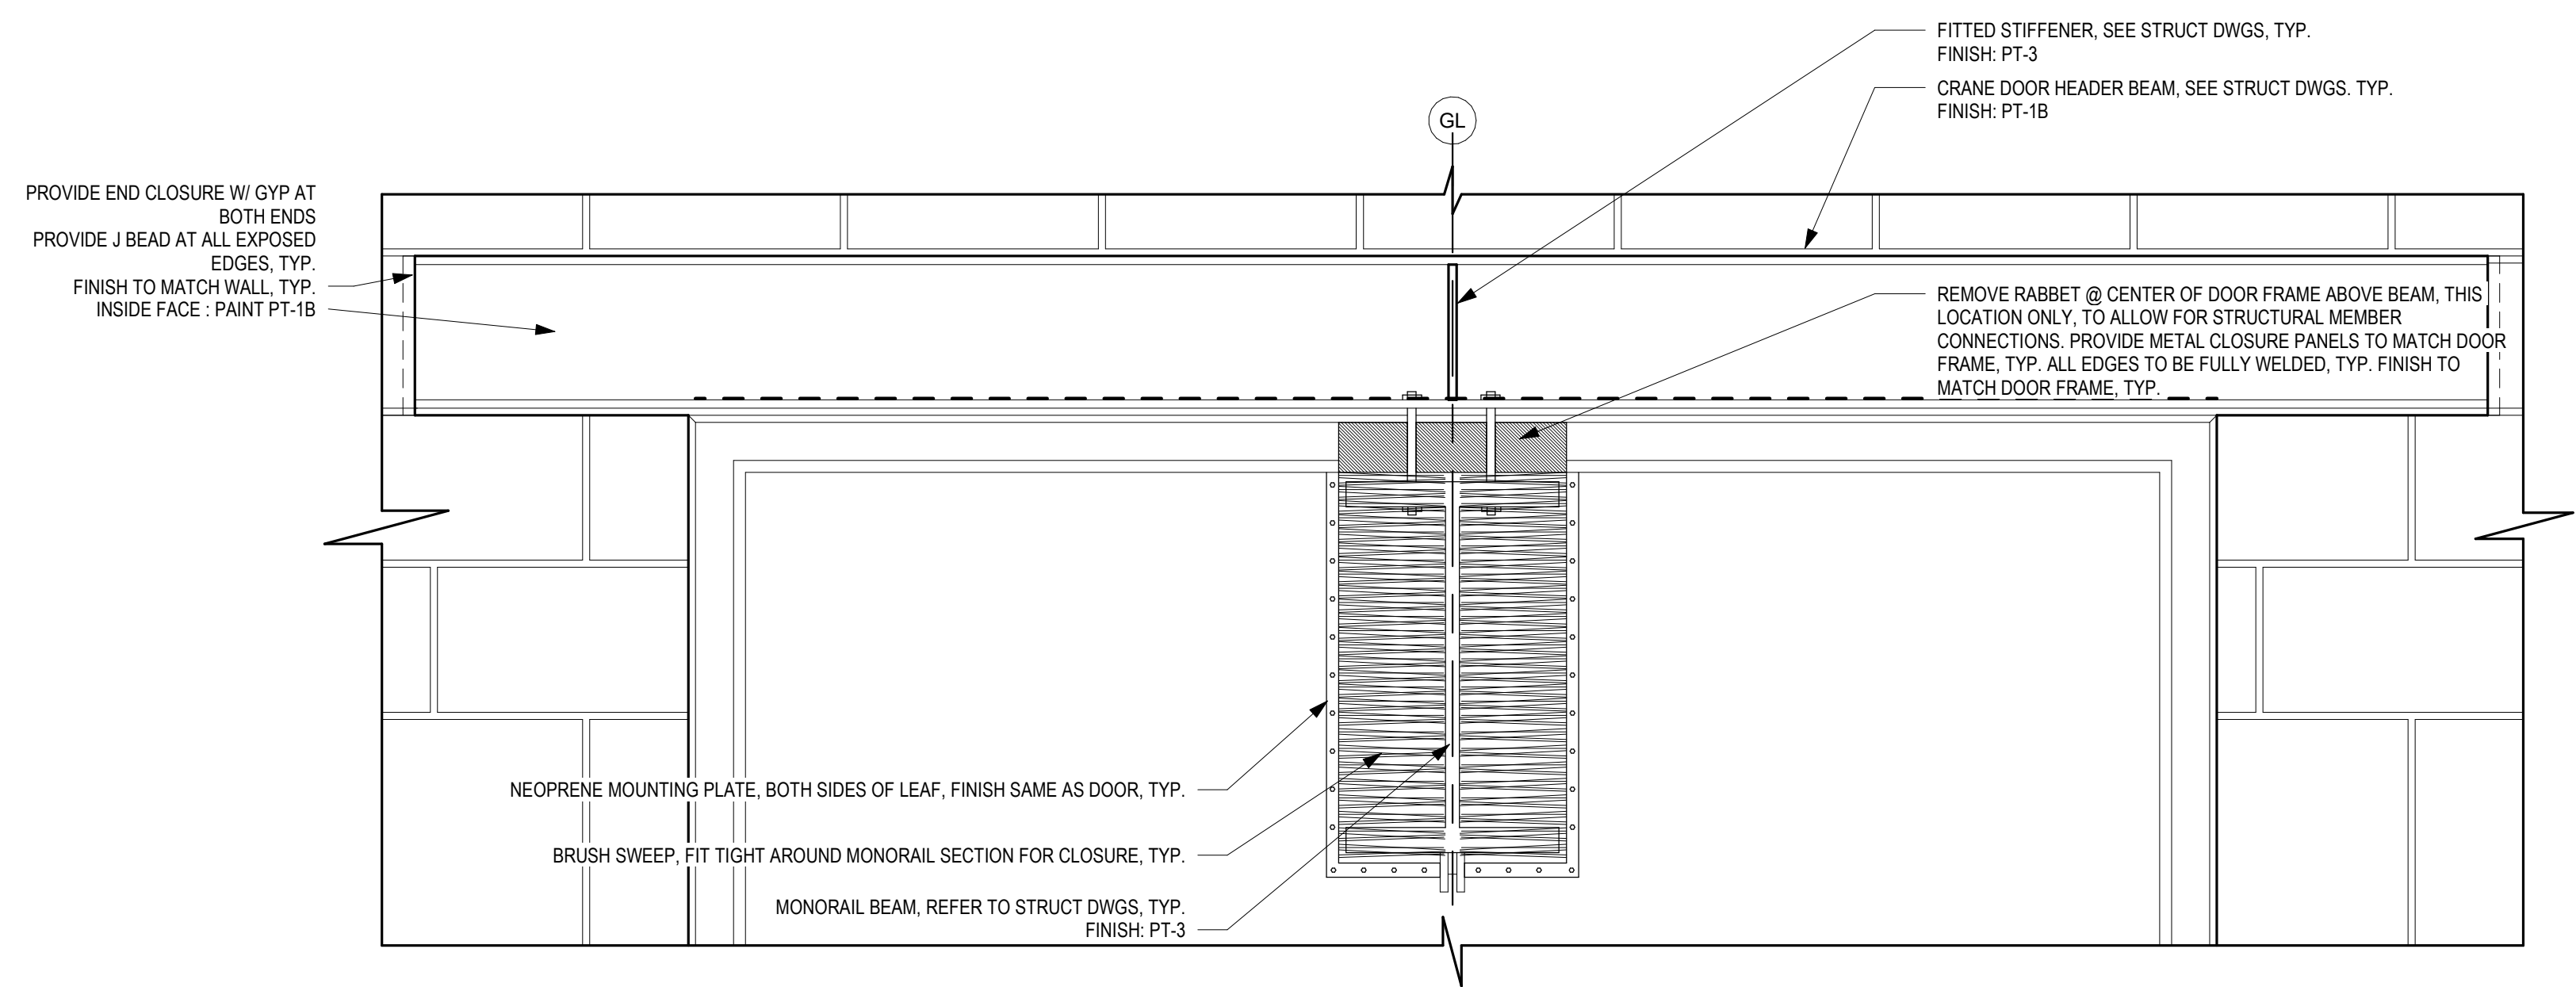 FITTED STIFFENER, SEE STRUCT DWGS, TYP.
FINISH: PT-3
CRANE DOOR HEADER BEAM, SEE STRUCT DWGS. TYP.
FINISH: PT-1B
GL
PROVIDE END CLOSURE W/ GYP AT
BOTH ENDS
PROVIDE J BEAD AT ALL EXPOSED
EDGES, TYP.
FINISH TO MATCH WALL, TYP.
INSIDE FACE : PAINT PT-1B
REMOVE RABBET @ CENTER OF DOOR FRAME ABOVE BEAM, THIS
LOCATION ONLY, TO ALLOW FOR STRUCTURAL MEMBER
CONNECTIONS. PROVIDE METAL CLOSURE PANELS TO MATCH DOOR
FRAME, TYP. ALL EDGES TO BE FULLY WELDED, TYP. FINISH TO
MATCH DOOR FRAME, TYP.
NEOPRENE MOUNTING PLATE, BOTH SIDES OF LEAF, FINISH SAME AS DOOR, TYP.
BRUSH SWEEP, FIT TIGHT AROUND MONORAIL SECTION FOR CLOSURE, TYP.
MONORAIL BEAM, REFER TO STRUCT DWGS, TYP.
FINISH: PT-3